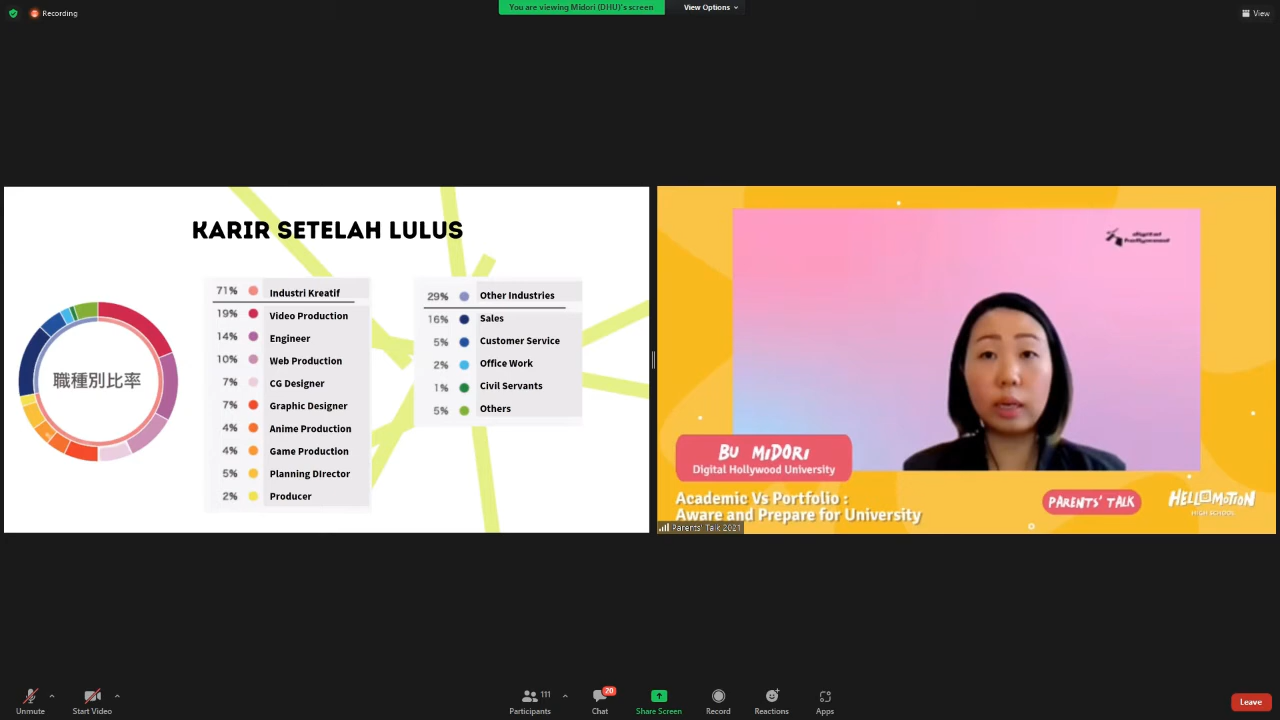 Recording
You are viewing Midori (DHU)'s screen
View Options
View
KARIR SETELAH LULUS
職種別比率
71% Industri Kreatif
19% Video Production
14% Engineer
10% Web Production
7% CG Designer
7% Graphic Designer
4% Anime Production
4% Game Production
5% Planning DIrector
2% Producer
29% Other Industries
16% Sales
5% Customer Service
2% Office Work
1% Civil Servants
5% Others
digital
hollywood
BU MiDORi
Digital Hollywood University
Academic Vs Portfolio :
Aware and Prepare for University
PARENTS' TALK
HELLOMOTION
HIGH SCHOOL
Parents' Talk 2021
Unmute
Start Video
111
Participants
20
Chat
Share Screen
Record
Reactions
Apps
Leave